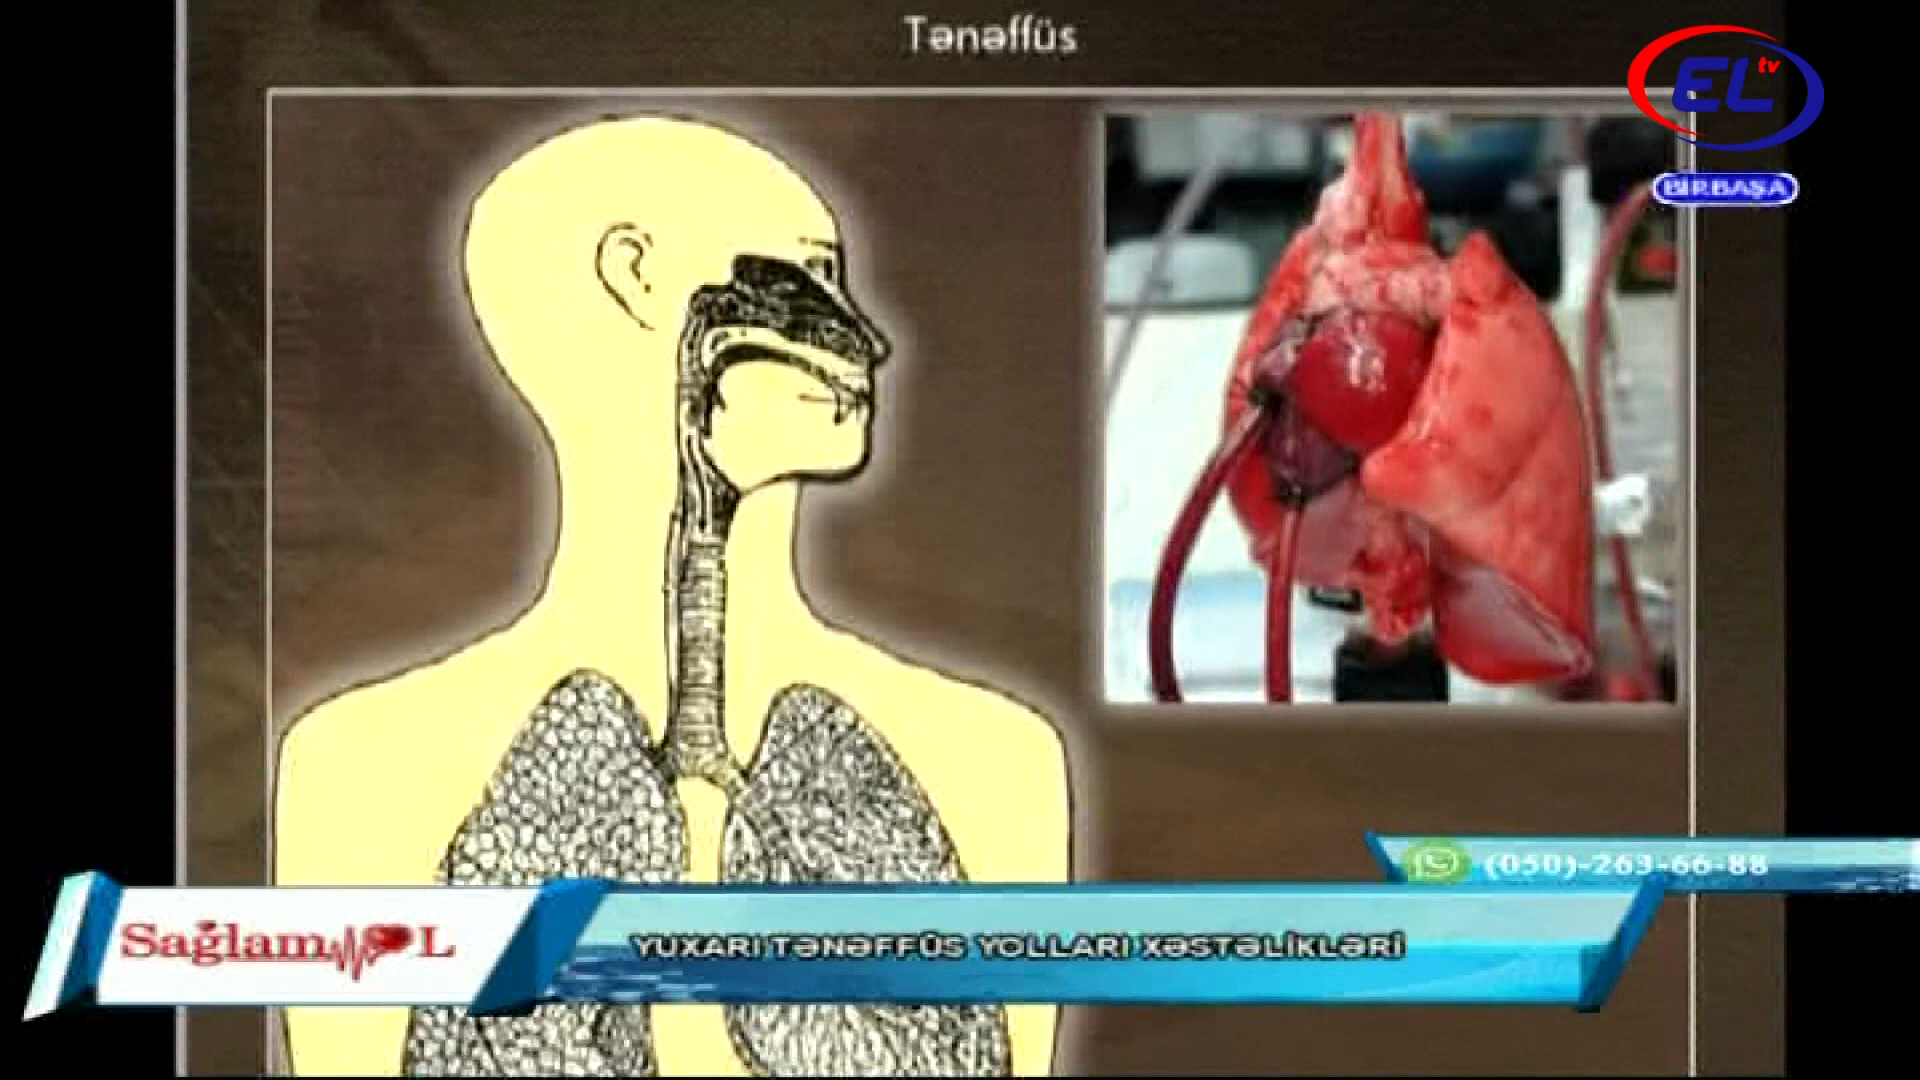 Tənəffüs
EL tv
BİRBAŞA
(050)-263-66-88
Sağlam OL
YUXARI TƏNƏFFÜS YOLLARI XƏSTƏLİKLƏRİ